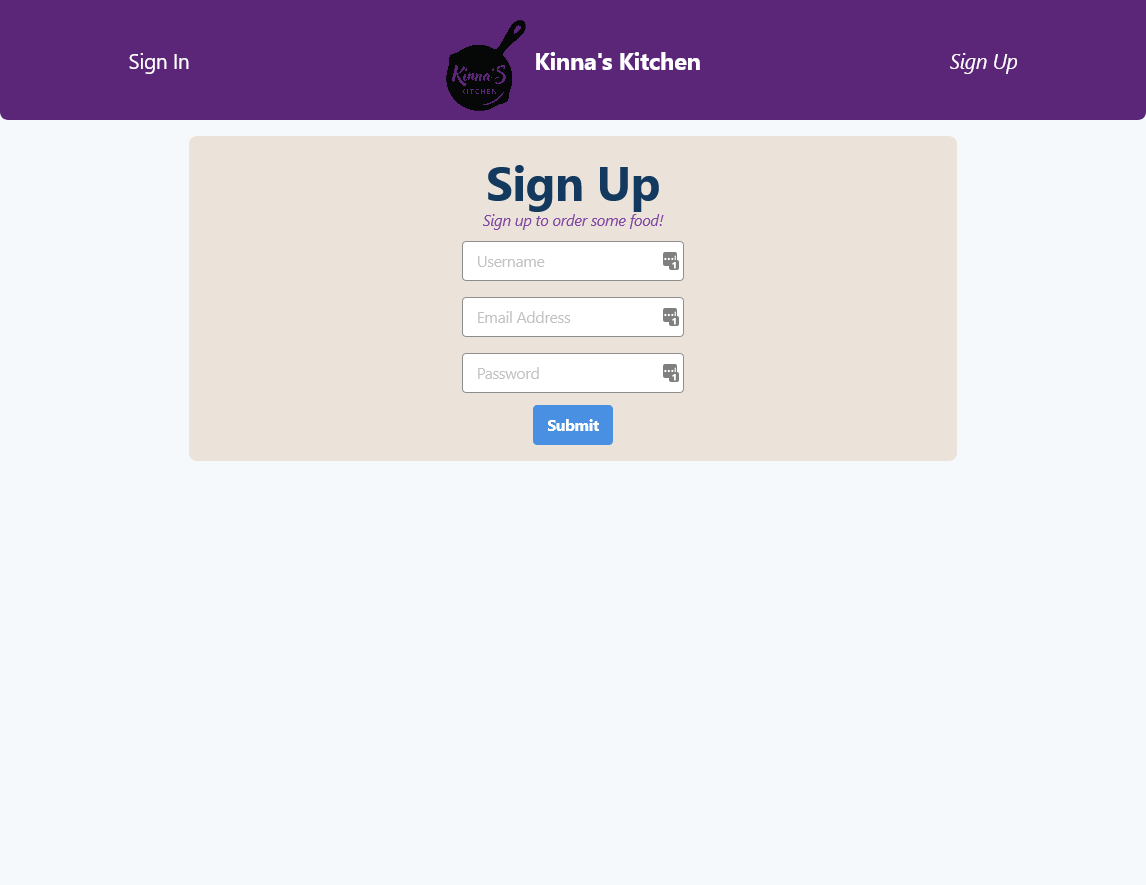 Sign In
Kinna'S
KITCHEN
Kinna's Kitchen
Sign Up
Sign Up
Sign up to order some food!
Username
Email Address
Password
Submit